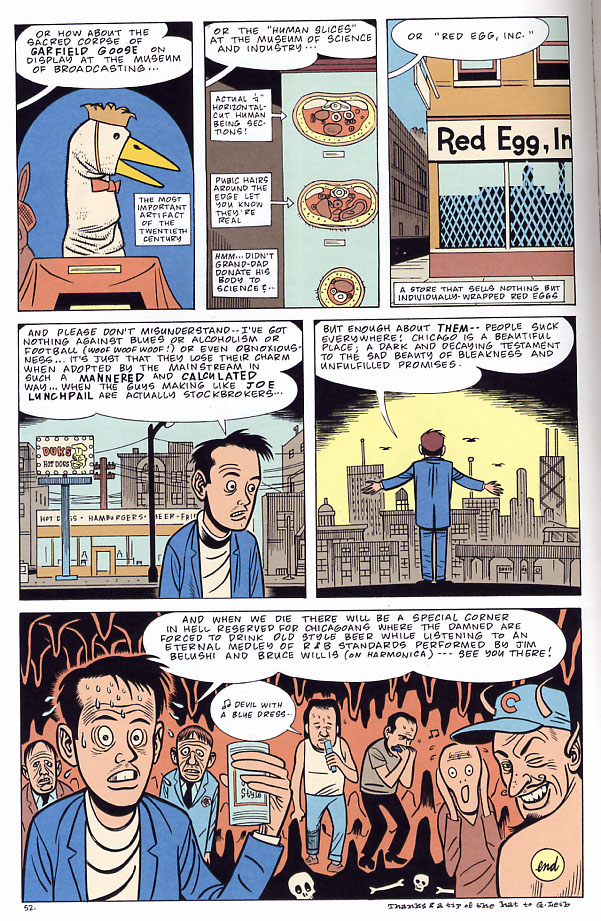 OR HOW ABOUT THE
SACRED CORPSE OF
GARFIELD GOOSE ON
DISPLAY AT THE MUSEUM
OF BROADCASTING...
THE MOST
IMPORTANT
ARTIFACT
OF THE
TWENTIETH
CENTURY
OR THE "HUMAN SLICES"
AT THE MUSEUM OF SCIENCE
AND INDUSTRY...
ACTUAL ¼"
HORIZONTAL-
CUT HUMAN
BEING SEC-
TIONS!
PUBIC HAIRS
AROUND THE
EDGE LET
YOU KNOW
THEY'RE
REAL
HMM... DIDN'T
GRAND-DAD
DONATE HIS
BODY TO
SCIENCE?...
OR "RED EGG, INC."
Red Egg, In
A STORE THAT SELLS NOTHING BUT
INDIVIDUALLY-WRAPPED RED EGGS
AND PLEASE DON'T MISUNDERSTAND--I'VE GOT
NOTHING AGAINST BLUES OR ALCOHOLISM OR
FOOTBALL (WOOF WOOF WOOF!) OR EVEN OBNOXIOUS-
NESS... IT'S JUST THAT THEY LOSE THEIR CHARM
WHEN ADOPTED BY THE MAINSTREAM IN
SUCH A MANNERED AND CALCULATED
WAY... WHEN THE GUYS MAKING LIKE JOE
LUNCHPAIL ARE ACTUALLY STOCKBROKERS...
DUKS
HOT DOGS
HOT DOGS • HAMBURGERS • BEEF • FRI
BUT ENOUGH ABOUT THEM-- PEOPLE SUCK
EVERYWHERE! CHICAGO IS A BEAUTIFUL
PLACE; A DARK AND DECAYING TESTAMENT
TO THE SAD BEAUTY OF BLEAKNESS AND
UNFULFILLED PROMISES.
AND WHEN WE DIE THERE WILL BE A SPECIAL CORNER
IN HELL RESERVED FOR CHICAGOANS WHERE THE DAMNED ARE
FORCED TO DRINK OLD STYLE BEER WHILE LISTENING TO AN
ETERNAL MEDLEY OF R&B STANDARDS PERFORMED BY JIM
BELUSHI AND BRUCE WILLIS (ON HARMONICA) --- SEE YOU THERE!
♫ DEVIL WITH
A BLUE DRESS..
Style
C
end
52.
Thanks & a tip of the hat to G. Leib